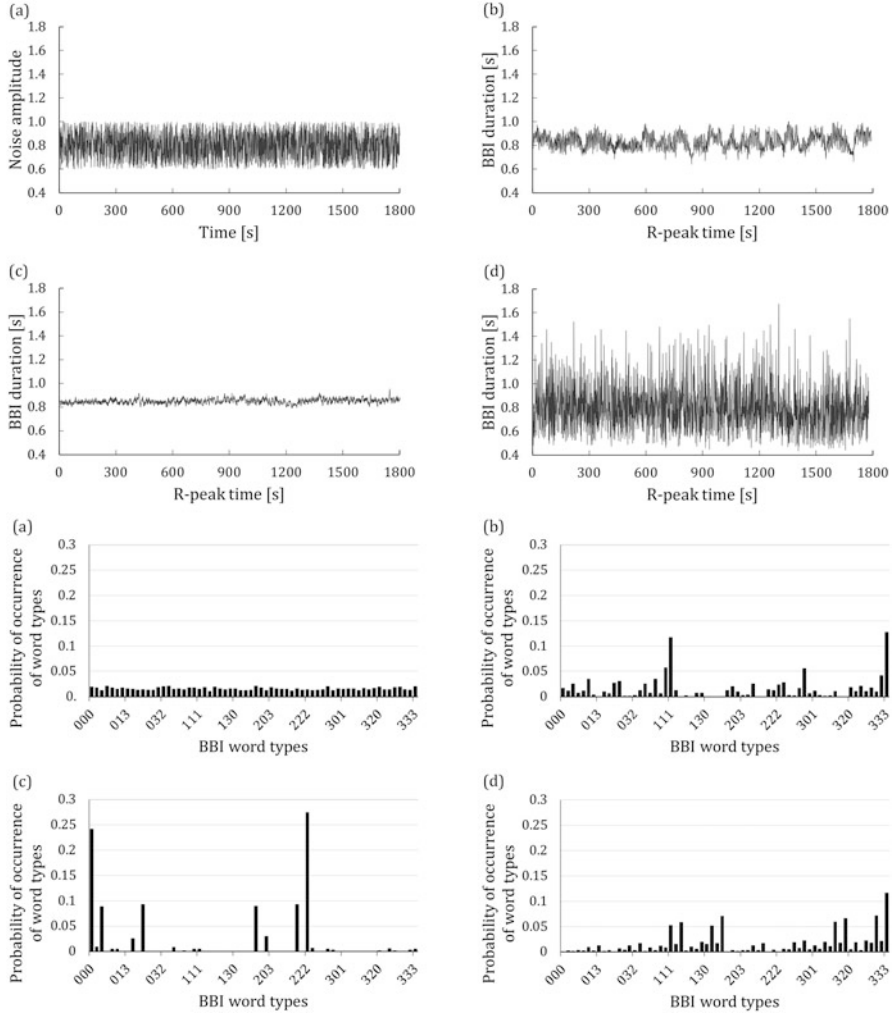 (a)
Noise amplitude
1.8
1.6
1.4
1.2
1.0
0.8
0.6
0.4
0 300 600 900 1200 1500 1800
Time [s]
(b)
BBI duration [s]
1.8
1.6
1.4
1.2
1.0
0.8
0.6
0.4
0 300 600 900 1200 1500 1800
R-peak time [s]
(c)
BBI duration [s]
1.8
1.6
1.4
1.2
1.0
0.8
0.6
0.4
0 300 600 900 1200 1500 1800
R-peak time [s]
(d)
BBI duration [s]
1.8
1.6
1.4
1.2
1.0
0.8
0.6
0.4
0 300 600 900 1200 1500 1800
R-peak time [s]
(a)
Probability of occurrence
of word types
0.3
0.25
0.2
0.15
0.1
0.05
0.
000 013 032 111 130 203 222 301 320 333
BBI word types
(b)
Probability of occurrence
of word types
0.3
0.25
0.2
0.15
0.1
0.05
0
000 013 032 111 130 203 222 301 320 333
BBI word types
(c)
Probability of occurrence
of word types
0.3
0.25
0.2
0.15
0.1
0.05
0
000 013 032 111 130 203 222 301 320 333
BBI word types
(d)
Probability of occurrence
of word types
0.3
0.25
0.2
0.15
0.1
0.05
0
000 013 032 111 130 203 222 301 320 333
BBI word types